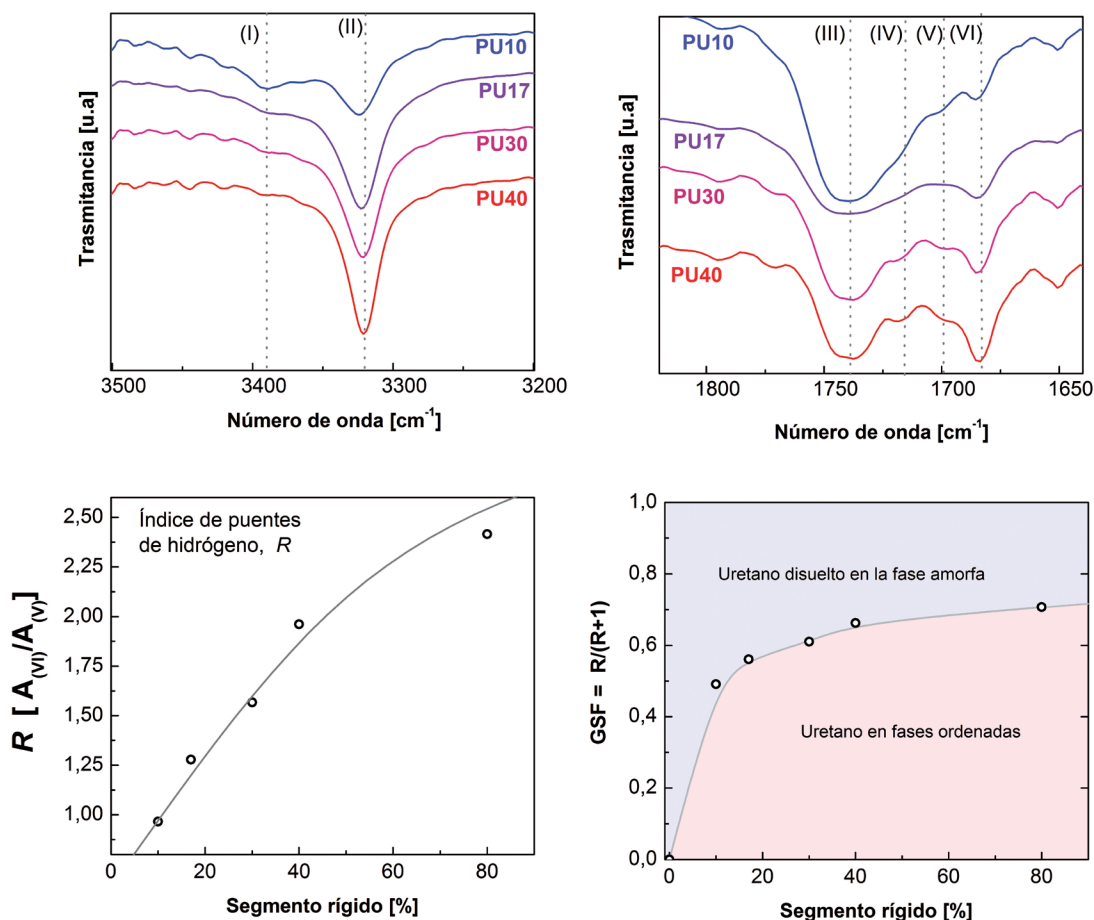 (I)
(II)
PU10
PU17
PU30
PU40
Trasmitancia [u.a]
3500
3400
3300
3200
Número de onda [cm⁻¹]
(III)
(IV)
(V)
(VI)
PU10
PU17
PU30
PU40
Trasmitancia [u.a]
1800
1750
1700
1650
Número de onda [cm⁻¹]
Índice de puentes
de hidrógeno, R
R [ A(VI)/A(V)]
2,50
2,25
2,00
1,75
1,50
1,25
1,00
0
20
40
60
80
Segmento rígido [%]
Uretano disuelto en la fase amorfa
Uretano en fases ordenadas
GSF = R/(R+1)
1,0
0,8
0,6
0,4
0,2
0,0
0
20
40
60
80
Segmento rígido [%]